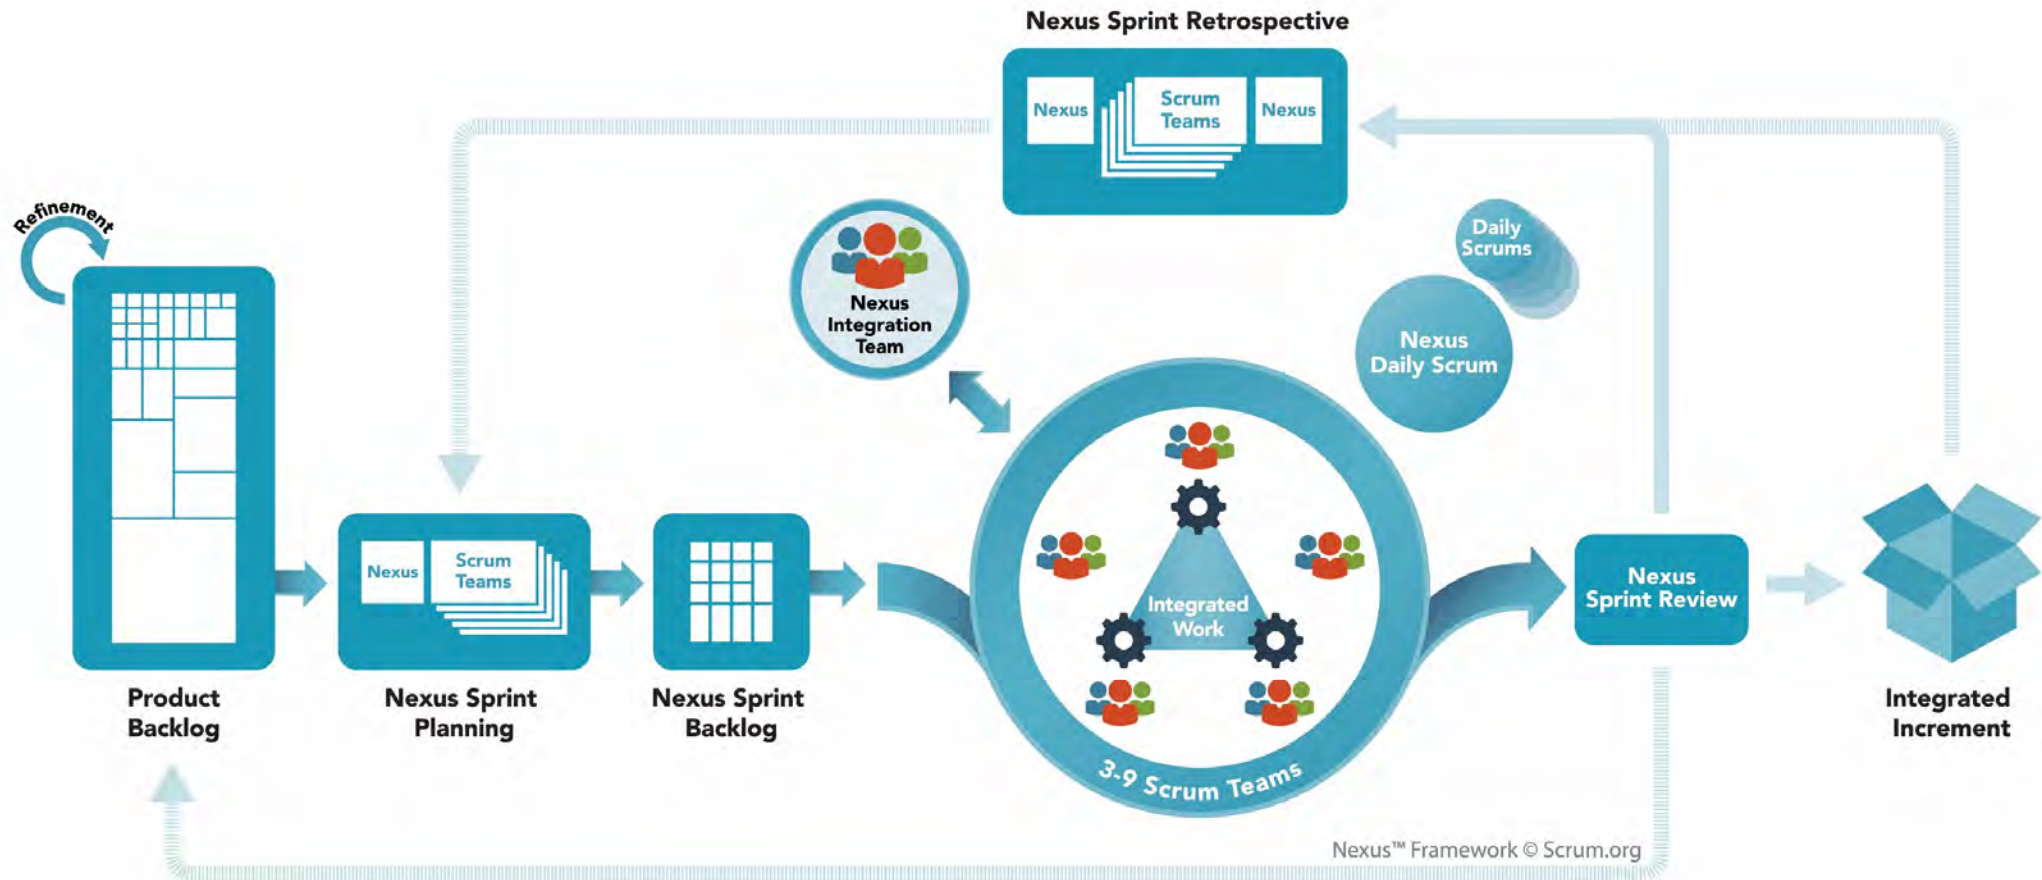 Nexus Sprint Retrospective
Nexus
Scrum
Teams
Nexus
Refinement
Daily
Scrums
Nexus
Integration
Team
Nexus
Daily Scrum
Nexus
Scrum
Teams
Integrated
Work
Nexus
Sprint Review
Product
Backlog
Nexus Sprint
Planning
Nexus Sprint
Backlog
Integrated
Increment
3-9 Scrum Teams
Nexus™ Framework © Scrum.org